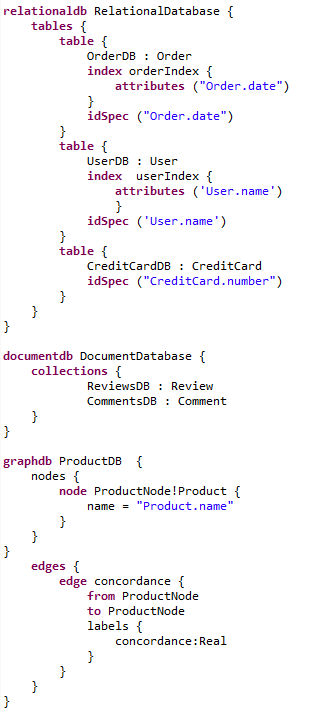 relationaldb RelationalDatabase {
    tables {
        table {
            OrderDB : Order
            index orderIndex {
                attributes ("Order.date")
            }
            idSpec ("Order.date")
        }
        table {
            UserDB : User
            index  userIndex {
                attributes ('User.name')
                }
            idSpec ('User.name')
        }
        table {
            CreditCardDB : CreditCard
            idSpec ("CreditCard.number")
        }
    }
}

documentdb DocumentDatabase {
    collections {
            ReviewsDB : Review
            CommentsDB : Comment
    }
}

graphdb ProductDB  {
    nodes {
        node ProductNode!Product {
            name = "Product.name"
        }
    }
}
    edges {
        edge concordance {
            from ProductNode
            to ProductNode
            labels {
                concordance:Real
            }
        }
    }
}